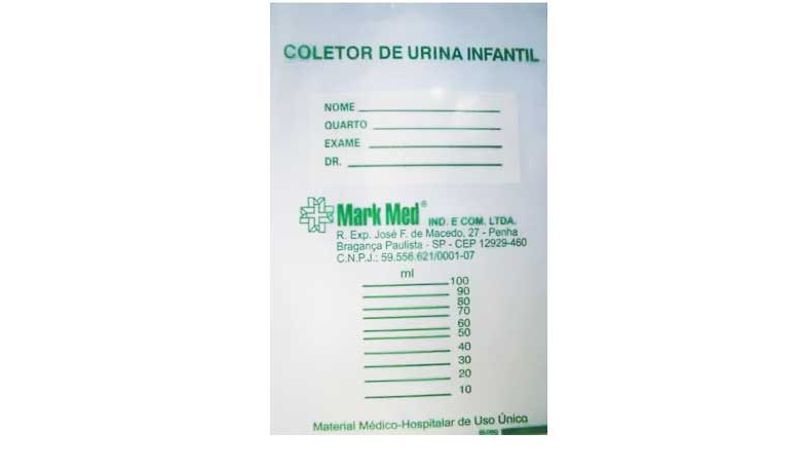 COLETOR DE URINA INFANTIL
NOME
QUARTO
EXAME
DR.
Mark Med® IND. E COM. LTDA.
R. Exp. José F. de Macedo, 27 - Penha
Bragança Paulista - SP - CEP 12929-460
C.N.P.J.: 59.556.621/0001-07
ml
100
90
80
70
60
50
40
30
20
10
Material Médico-Hospitalar de Uso Único